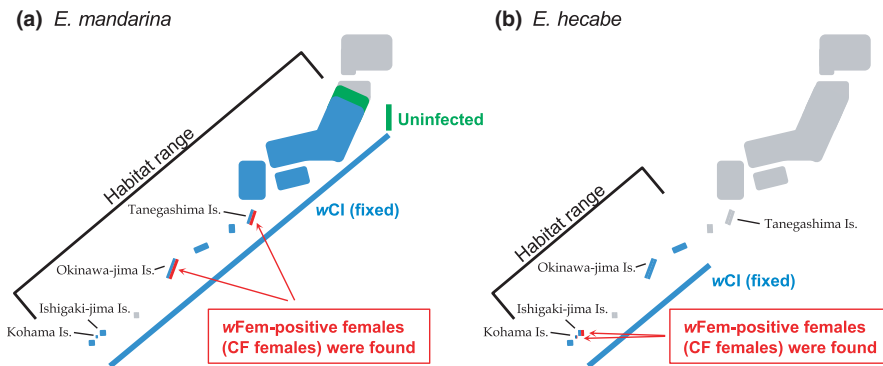 (a) E. mandarina
Habitat range
Uninfected
wCI (fixed)
Tanegashima Is.
Okinawa-jima Is.
Ishigaki-jima Is.
Kohama Is.
wFem-positive females
(CF females) were found
(b) E. hecabe
Habitat range
Tanegashima Is.
Okinawa-jima Is.
wCI (fixed)
Ishigaki-jima Is.
Kohama Is.
wFem-positive females
(CF females) were found